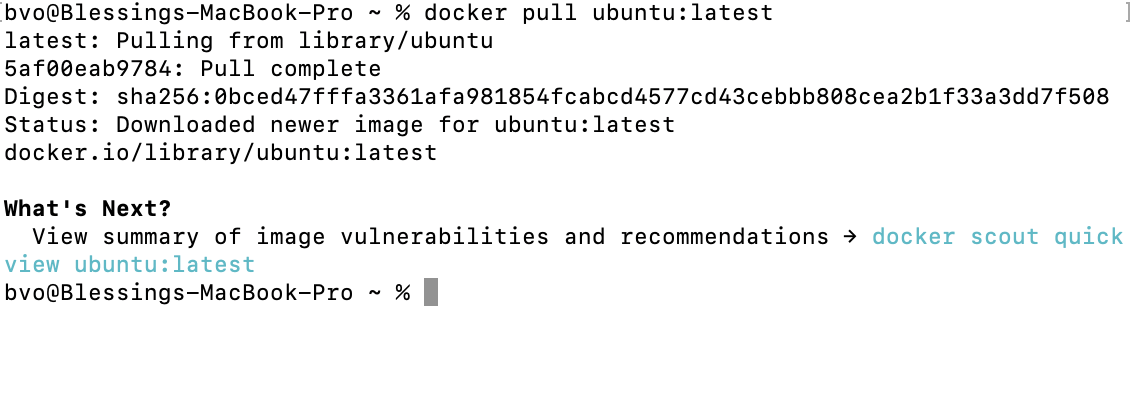 [bvo@Blessings-MacBook-Pro ~ % docker pull ubuntu:latest ]
latest: Pulling from library/ubuntu
5af00eab9784: Pull complete
Digest: sha256:0bced47fffa3361afa981854fcabcd4577cd43cebbb808cea2b1f33a3dd7f508
Status: Downloaded newer image for ubuntu:latest
docker.io/library/ubuntu:latest
What's Next?
View summary of image vulnerabilities and recommendations → docker scout quick
view ubuntu:latest
bvo@Blessings-MacBook-Pro ~ %